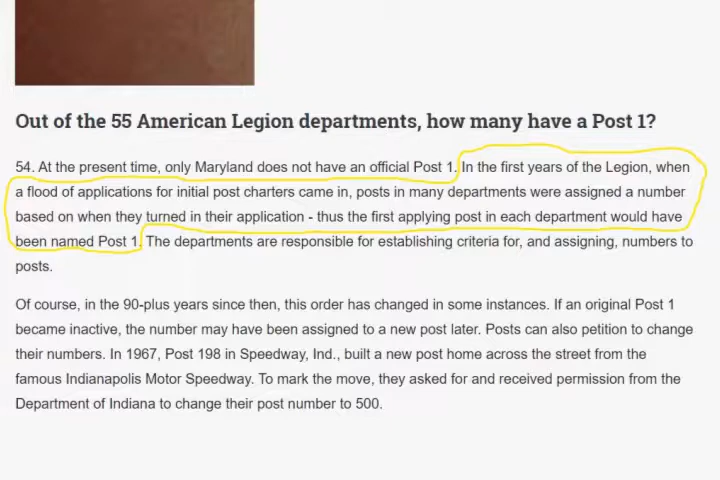 Out of the 55 American Legion departments, how many have a Post 1?
54. At the present time, only Maryland does not have an official Post 1. In the first years of the Legion, when
a flood of applications for initial post charters came in, posts in many departments were assigned a number
based on when they turned in their application - thus the first applying post in each department would have
been named Post 1. The departments are responsible for establishing criteria for, and assigning, numbers to
posts.
Of course, in the 90-plus years since then, this order has changed in some instances. If an original Post 1
became inactive, the number may have been assigned to a new post later. Posts can also petition to change
their numbers. In 1967, Post 198 in Speedway, Ind., built a new post home across the street from the
famous Indianapolis Motor Speedway. To mark the move, they asked for and received permission from the
Department of Indiana to change their post number to 500.